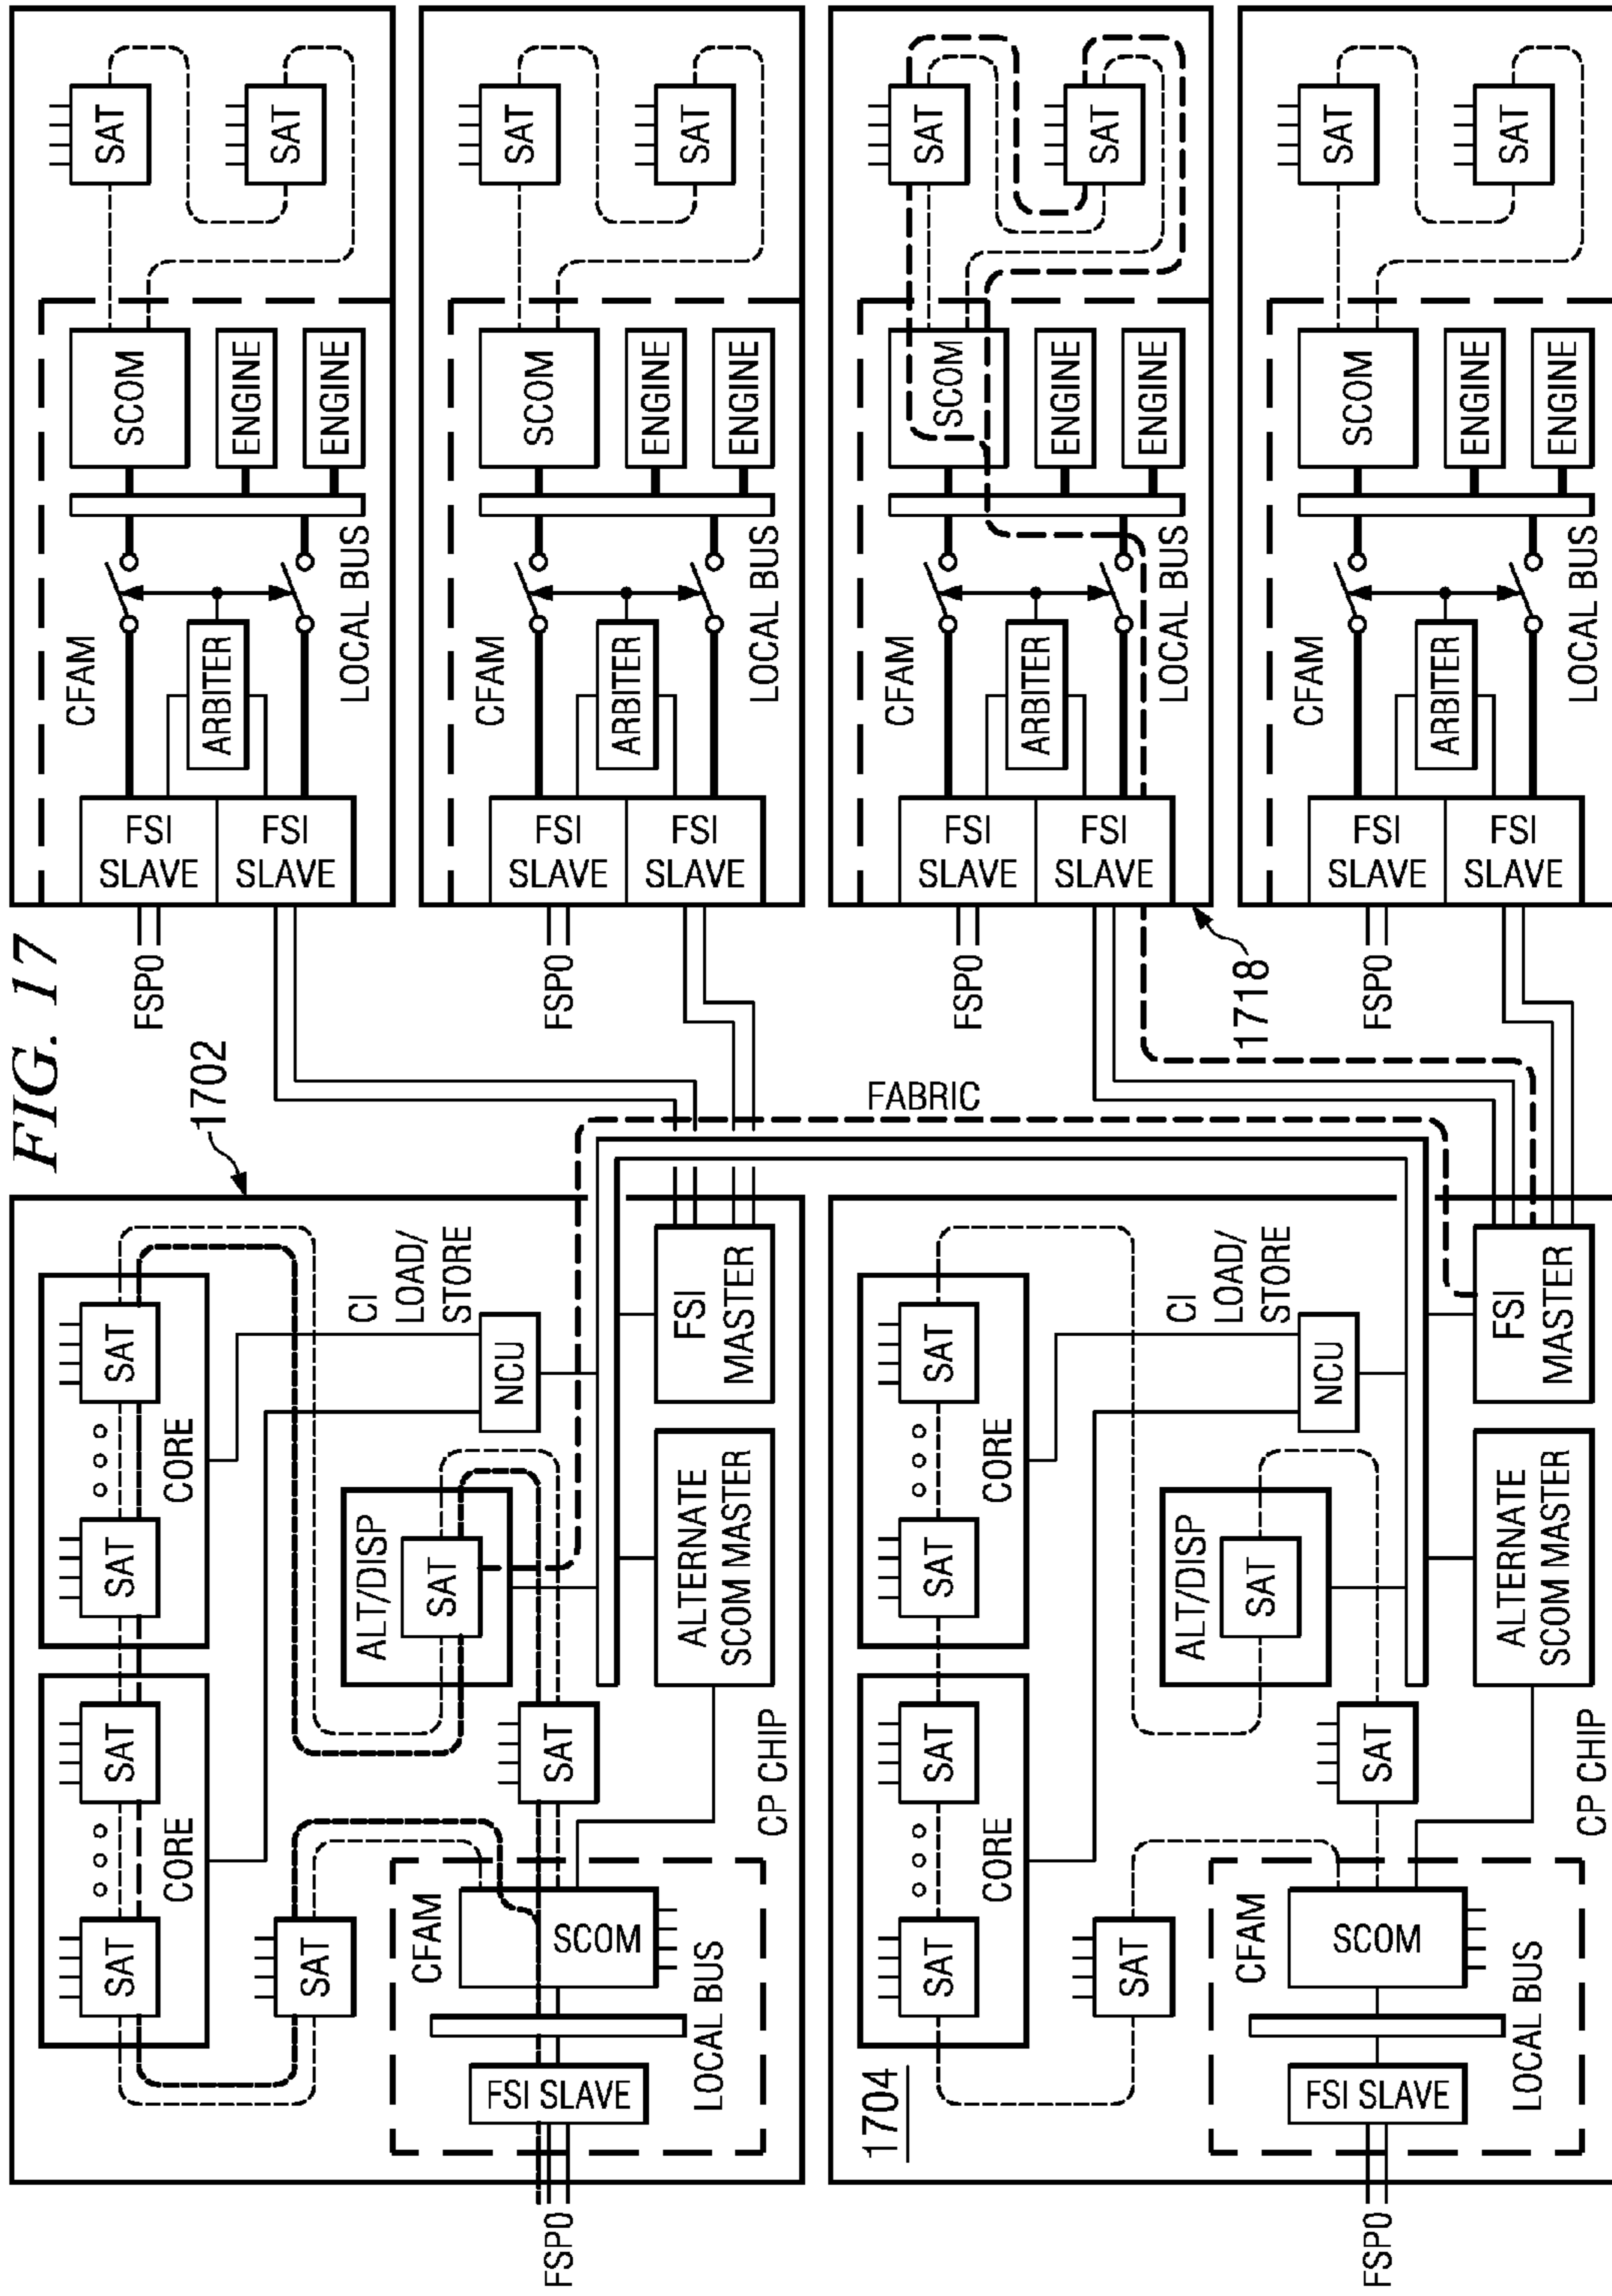 FIG. 17
1702
SAT
SAT
SAT
SAT
CORE
CORE
SAT
ALT/DISP
SAT
CI
LOAD/
STORE
NCU
CFAM
SCOM
FSI SLAVE
FSP0
SAT
LOCAL BUS
ALTERNATE
SCOM MASTER
FSI
MASTER
CP CHIP
FABRIC
1704
SAT
SAT
SAT
SAT
CORE
CORE
SAT
ALT/DISP
SAT
CI
LOAD/
STORE
NCU
CFAM
SCOM
FSI SLAVE
FSP0
SAT
LOCAL BUS
ALTERNATE
SCOM MASTER
FSI
MASTER
CP CHIP
CFAM
FSP0
FSI
SLAVE
FSI
SLAVE
ARBITER
SCOM
ENGINE
ENGINE
LOCAL BUS
SAT
SAT
CFAM
FSP0
FSI
SLAVE
FSI
SLAVE
ARBITER
SCOM
ENGINE
ENGINE
LOCAL BUS
SAT
SAT
CFAM
FSP0
FSI
SLAVE
FSI
SLAVE
ARBITER
SCOM
ENGINE
ENGINE
LOCAL BUS
SAT
SAT
1718
CFAM
FSP0
FSI
SLAVE
FSI
SLAVE
ARBITER
SCOM
ENGINE
ENGINE
LOCAL BUS
SAT
SAT